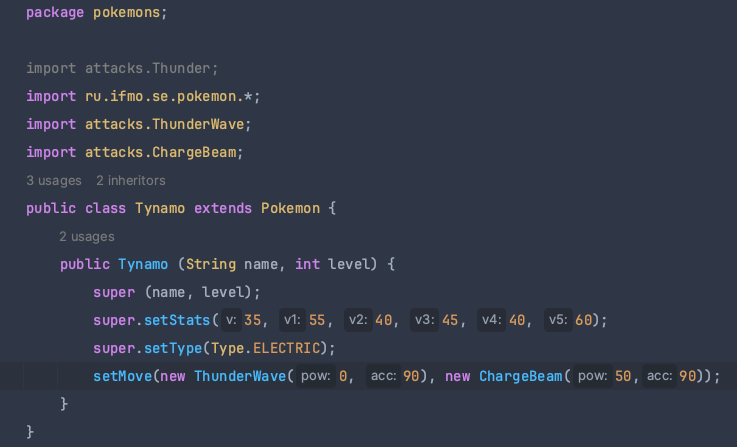 package pokemons;
import attacks.Thunder;
import ru.ifmo.se.pokemon.*;
import attacks.ThunderWave;
import attacks.ChargeBeam;
3 usages 2 inheritors
public class Tynamo extends Pokemon {
2 usages
public Tynamo (String name, int level) {
super (name, level);
super.setStats( v: 35, v1: 55, v2: 40, v3: 45, v4: 40, v5: 60);
super.setType(Type.ELECTRIC);
setMove(new ThunderWave( pow: 0, acc: 90), new ChargeBeam( pow: 50, acc: 90));
}
}